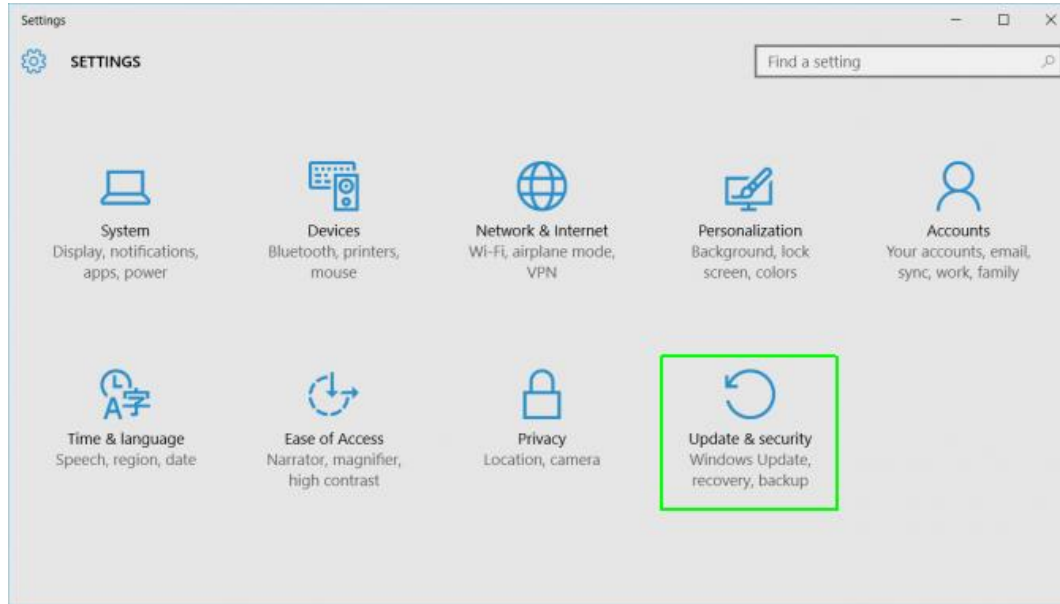 Settings
SETTINGS
Find a setting
System
Display, notifications,
apps, power
Devices
Bluetooth, printers,
mouse
Network & Internet
Wi-Fi, airplane mode,
VPN
Personalization
Background, lock
screen, colors
Accounts
Your accounts, email,
sync, work, family
A字
Time & language
Speech, region, date
Ease of Access
Narrator, magnifier,
high contrast
Privacy
Location, camera
Update & security
Windows Update,
recovery, backup